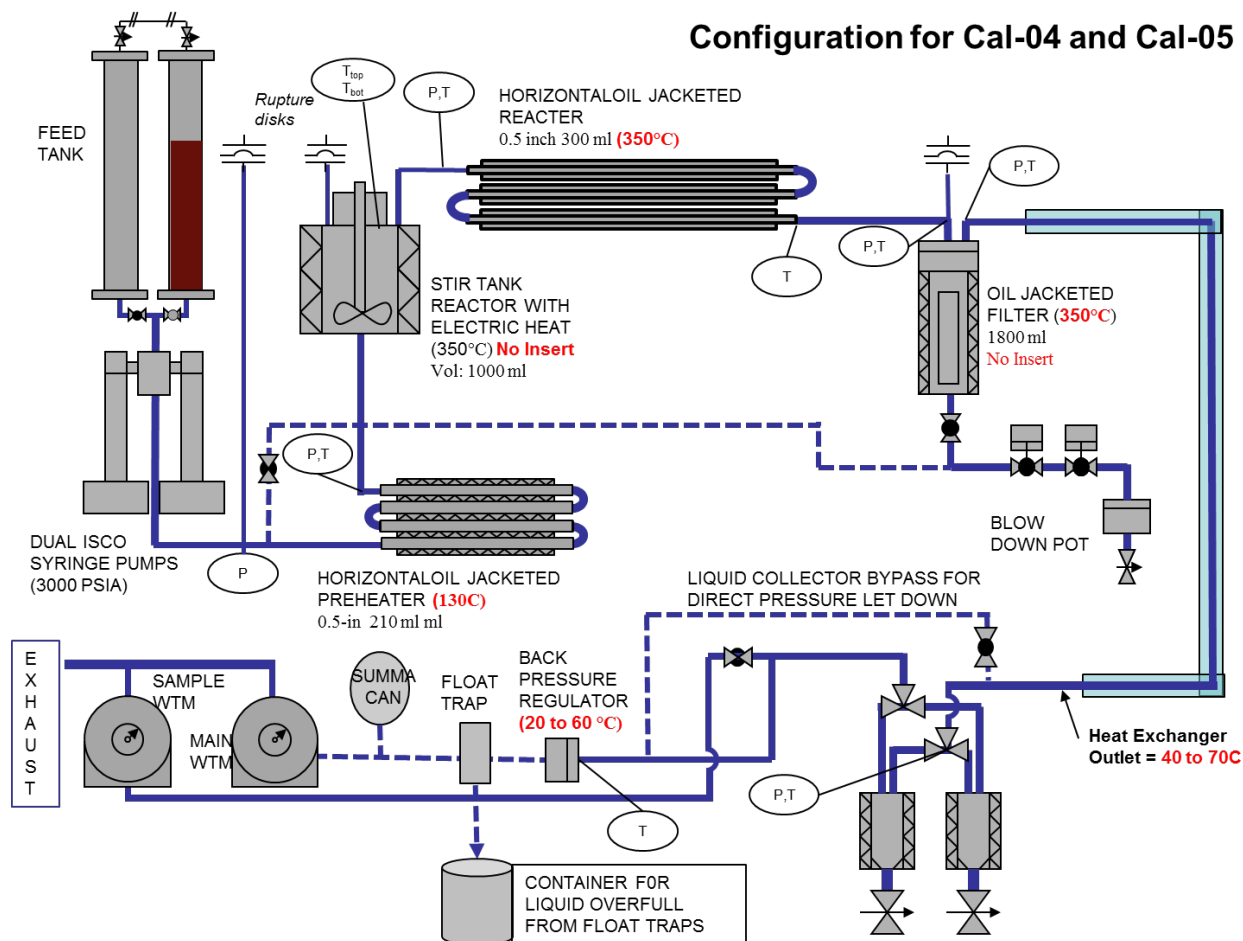 Configuration for Cal-04 and Cal-05
FEED
TANK
Rupture
disks
Ttop
Tbot
P,T
HORIZONTALOIL JACKETED
REACTER
0.5 inch 300 ml (350°C)
P,T
P,T
T
STIR TANK
REACTOR WITH
ELECTRIC HEAT
(350°C) No Insert
Vol: 1000 ml
OIL JACKETED
FILTER (350°C)
1800 ml
No Insert
P,T
DUAL ISCO
SYRINGE PUMPS
(3000 PSIA)
P
HORIZONTALOIL JACKETED
PREHEATER (130C)
0.5-in 210 ml ml
BLOW
DOWN POT
LIQUID COLLECTOR BYPASS FOR
DIRECT PRESSURE LET DOWN
E
X
H
A
U
S
T
SAMPLE
WTM
MAIN
WTM
SUMMA
CAN
FLOAT
TRAP
BACK
PRESSURE
REGULATOR
(20 to 60 °C)
Heat Exchanger
Outlet = 40 to 70C
P,T
T
CONTAINER F0R
LIQUID OVERFULL
FROM FLOAT TRAPS